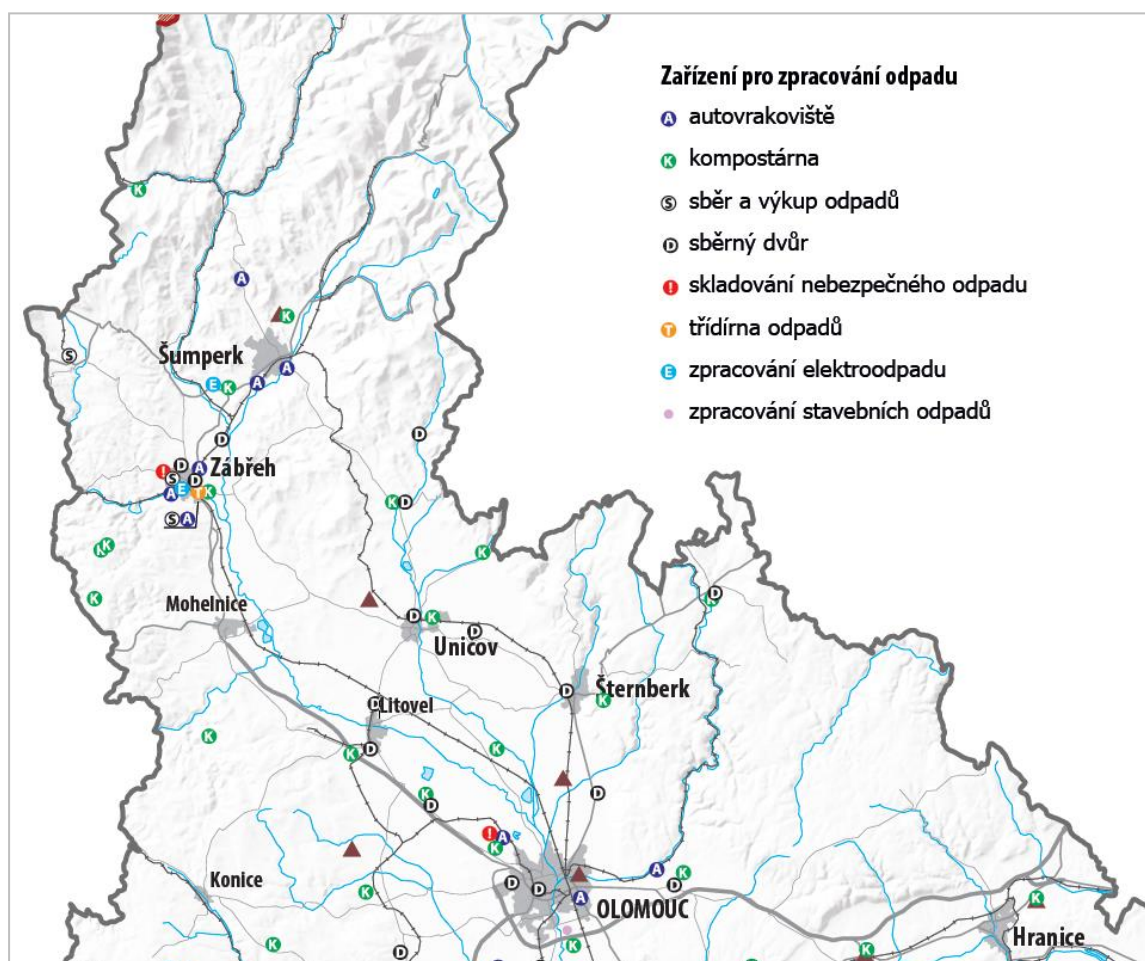 Zařízení pro zpracování odpadu
A autovrakoviště
K kompostárna
S sběr a výkup odpadů
D sběrný dvůr
! skladování nebezpečného odpadu
T třídírna odpadů
E zpracování elektroodpadu
zpracování stavebních odpadů
K
A
K
Šumperk
S
A
A
E K
D
D
D A Zábřeh
!
S D
A E T K
S A
K D
K K
K
K
D
K
Mohelnice
D K
D
Uničov
D Šternberk
K
D
Litovel
K
D
K
K
D
K
D
! A
K
A K
D
Konice
K
D D
A OLOMOUC
K
Hranice
K
D
K
K